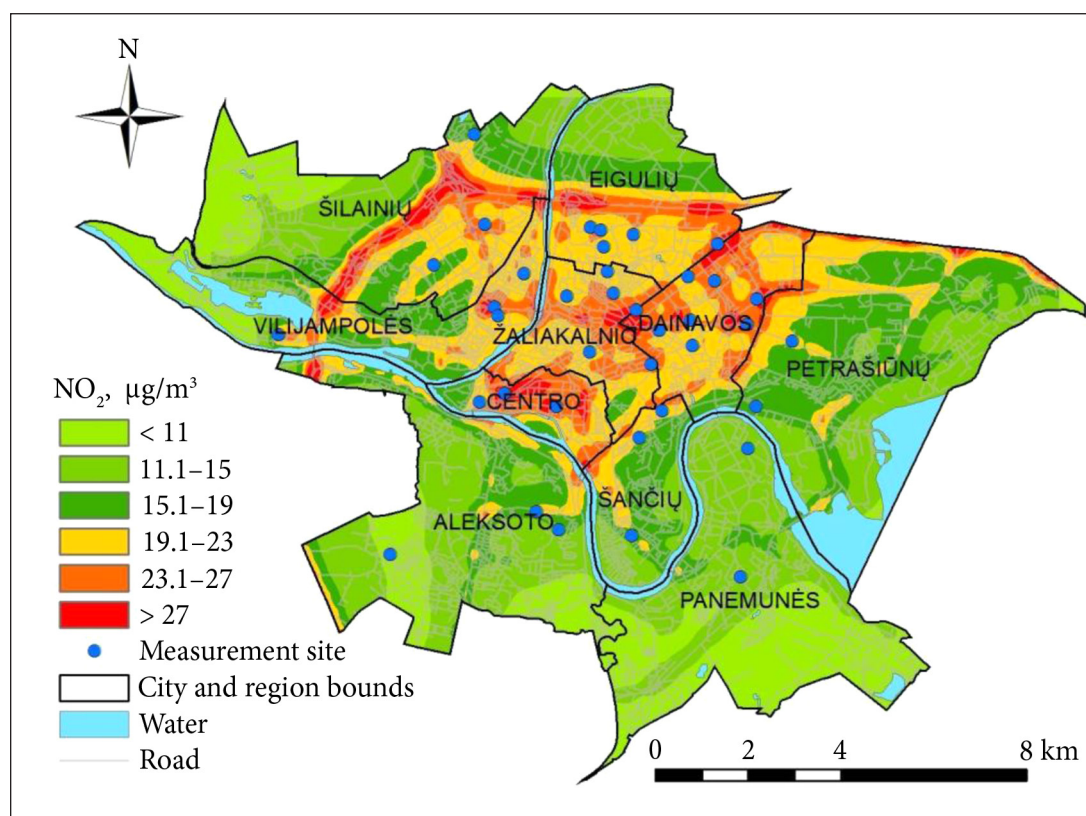 N
EIGULIŲ
ŠILAINIŲ
VILIJAMPOLĖS
ŽALIAKALNIO
DAINAVOS
PETRAŠIŪNŲ
CENTRO
ŠANČIŲ
ALEKSOTO
PANEMUNĖS
NO₂, µg/m³
< 11
11.1–15
15.1–19
19.1–23
23.1–27
> 27
Measurement site
City and region bounds
Water
Road
0 2 4 8 km